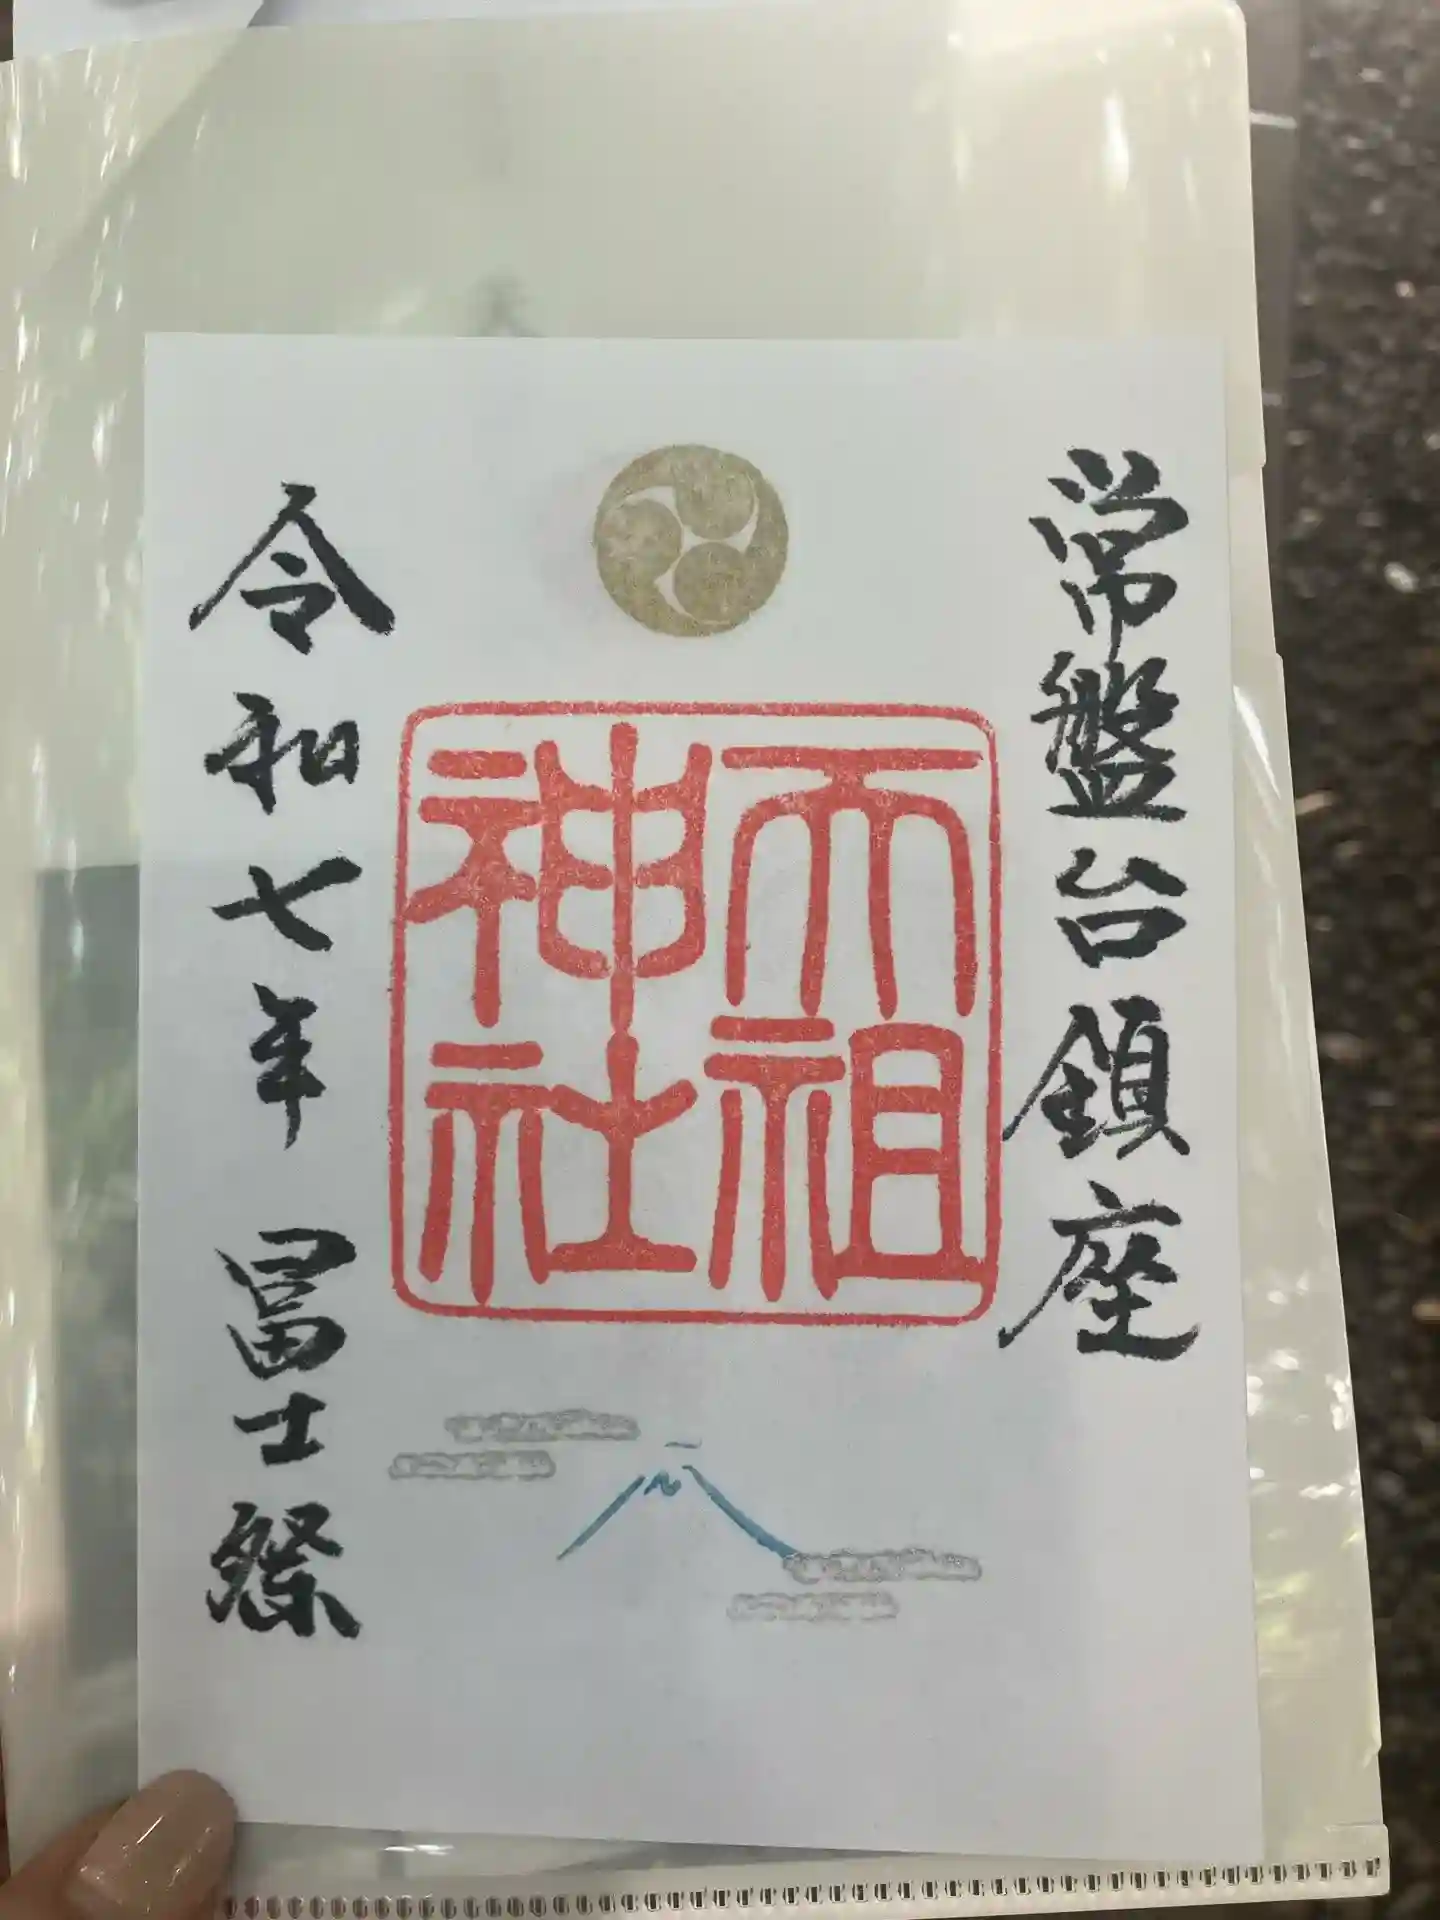 常盤台鎮座
天祖神社
令和七年 冨士祭